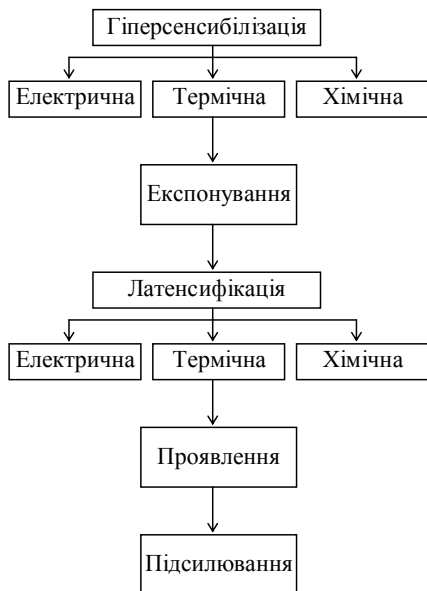 Гіперсенсибілізація
Електрична Термічна Хімічна
Експонування
Латенсифікація
Електрична Термічна Хімічна
Проявлення
Підсилювання